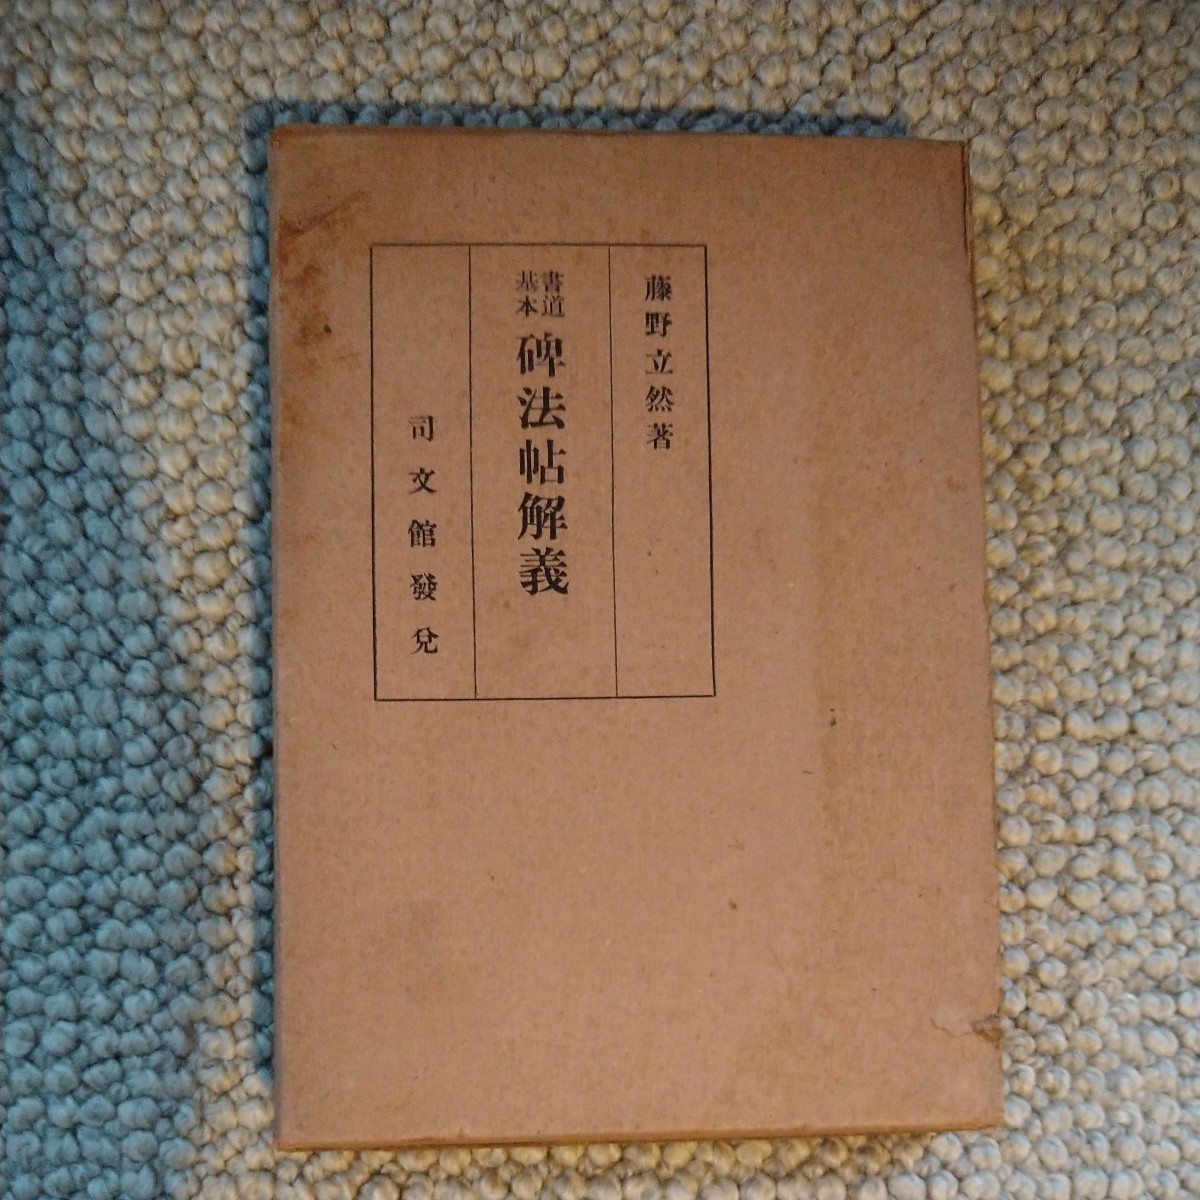 藤野立然著
書道
基本
碑法帖解義
司文館發兌